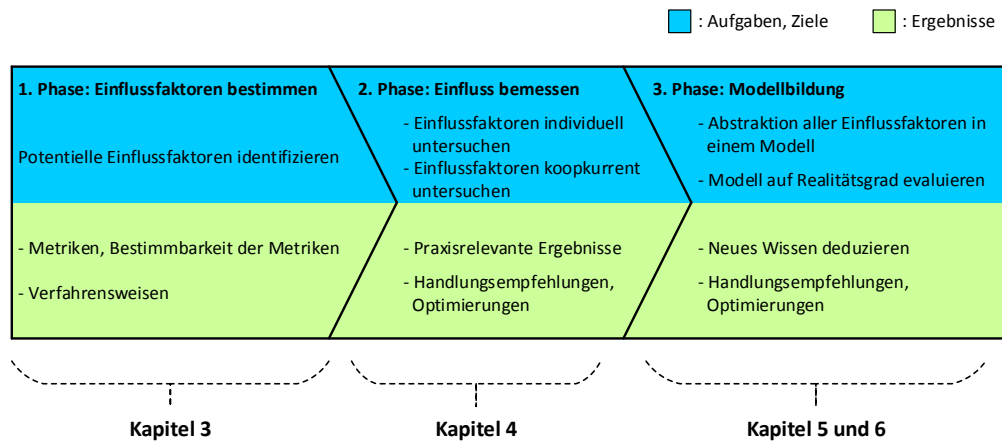 : Aufgaben, Ziele
: Ergebnisse
1. Phase: Einflussfaktoren bestimmen
Potentielle Einflussfaktoren identifizieren
- Metriken, Bestimmbarkeit der Metriken
- Verfahrensweisen
2. Phase: Einfluss bemessen
- Einflussfaktoren individuell
untersuchen
- Einflussfaktoren koopkurrent
untersuchen
- Praxisrelevante Ergebnisse
- Handlungsempfehlungen,
Optimierungen
3. Phase: Modellbildung
- Abstraktion aller Einflussfaktoren in
einem Modell
- Modell auf Realitätsgrad evaluieren
- Neues Wissen deduzieren
- Handlungsempfehlungen,
Optimierungen
Kapitel 3
Kapitel 4
Kapitel 5 und 6